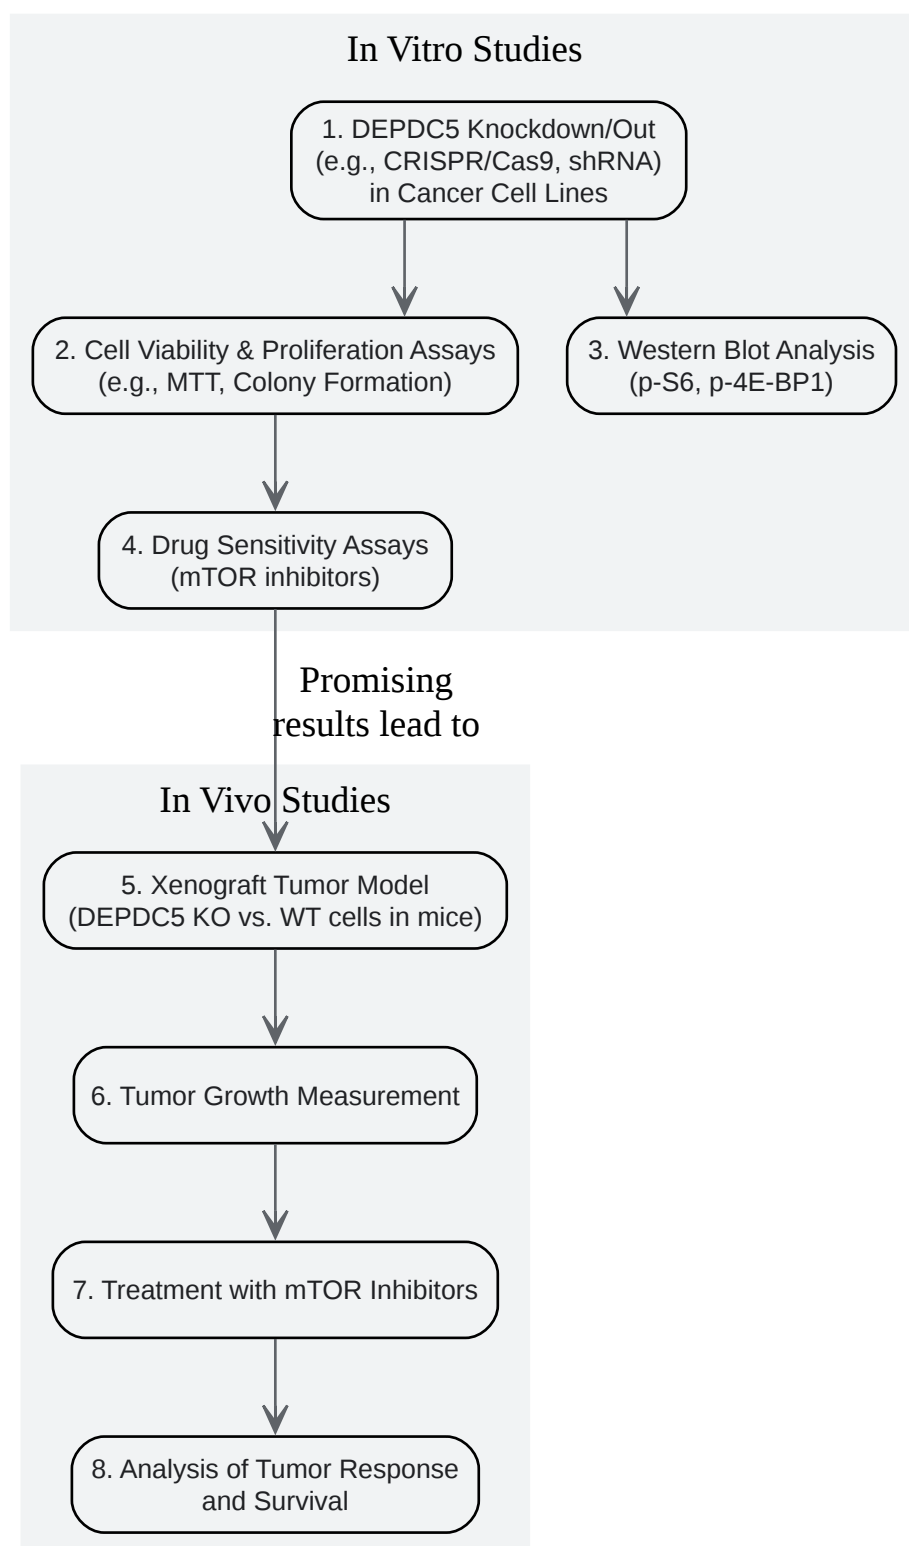 In Vitro Studies
1. DEPDC5 Knockdown/Out
(e.g., CRISPR/Cas9, shRNA)
in Cancer Cell Lines
2. Cell Viability & Proliferation Assays
(e.g., MTT, Colony Formation)
3. Western Blot Analysis
(p-S6, p-4E-BP1)
4. Drug Sensitivity Assays
(mTOR inhibitors)
Promising
results lead to
In Vivo Studies
5. Xenograft Tumor Model
(DEPDC5 KO vs. WT cells in mice)
6. Tumor Growth Measurement
7. Treatment with mTOR Inhibitors
8. Analysis of Tumor Response
and Survival